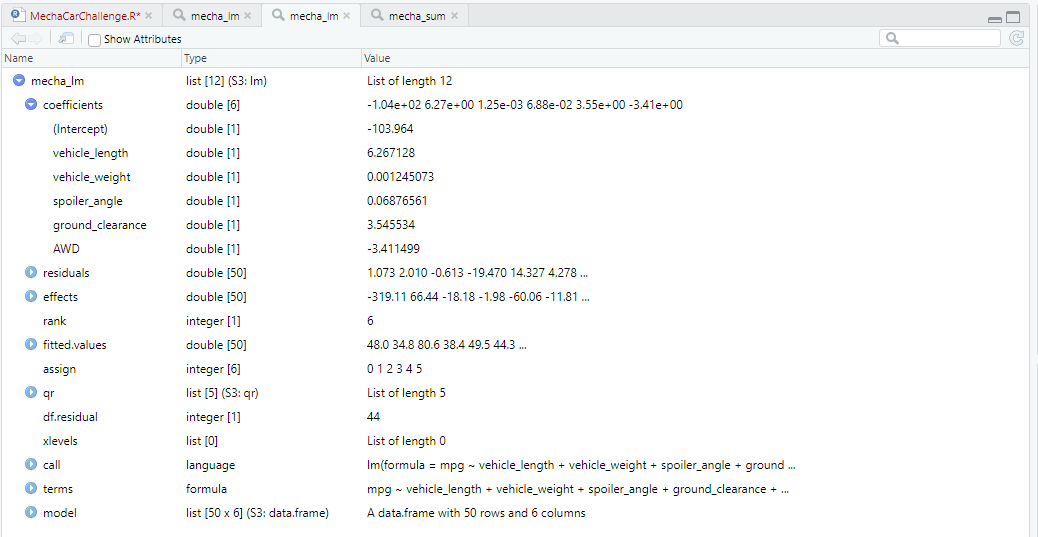 MechaCarChallenge.R* mecha_lm mecha_lm mecha_sum
Show Attributes
Name Type Value
mecha_lm list [12] (S3: lm) List of length 12
coefficients double [6] -1.04e+02 6.27e+00 1.25e-03 6.88e-02 3.55e+00 -3.41e+00
(Intercept) double [1] -103.964
vehicle_length double [1] 6.267128
vehicle_weight double [1] 0.001245073
spoiler_angle double [1] 0.06876561
ground_clearance double [1] 3.545534
AWD double [1] -3.411499
residuals double [50] 1.073 2.010 -0.613 -19.470 14.327 4.278 ...
effects double [50] -319.11 66.44 -18.18 -1.98 -60.06 -11.81 ...
rank integer [1] 6
fitted.values double [50] 48.0 34.8 80.6 38.4 49.5 44.3 ...
assign integer [6] 0 1 2 3 4 5
qr list [5] (S3: qr) List of length 5
df.residual integer [1] 44
xlevels list [0] List of length 0
call language lm(formula = mpg ~ vehicle_length + vehicle_weight + spoiler_angle + ground ...
terms formula mpg ~ vehicle_length + vehicle_weight + spoiler_angle + ground_clearance + ...
model list [50 x 6] (S3: data.frame) A data.frame with 50 rows and 6 columns